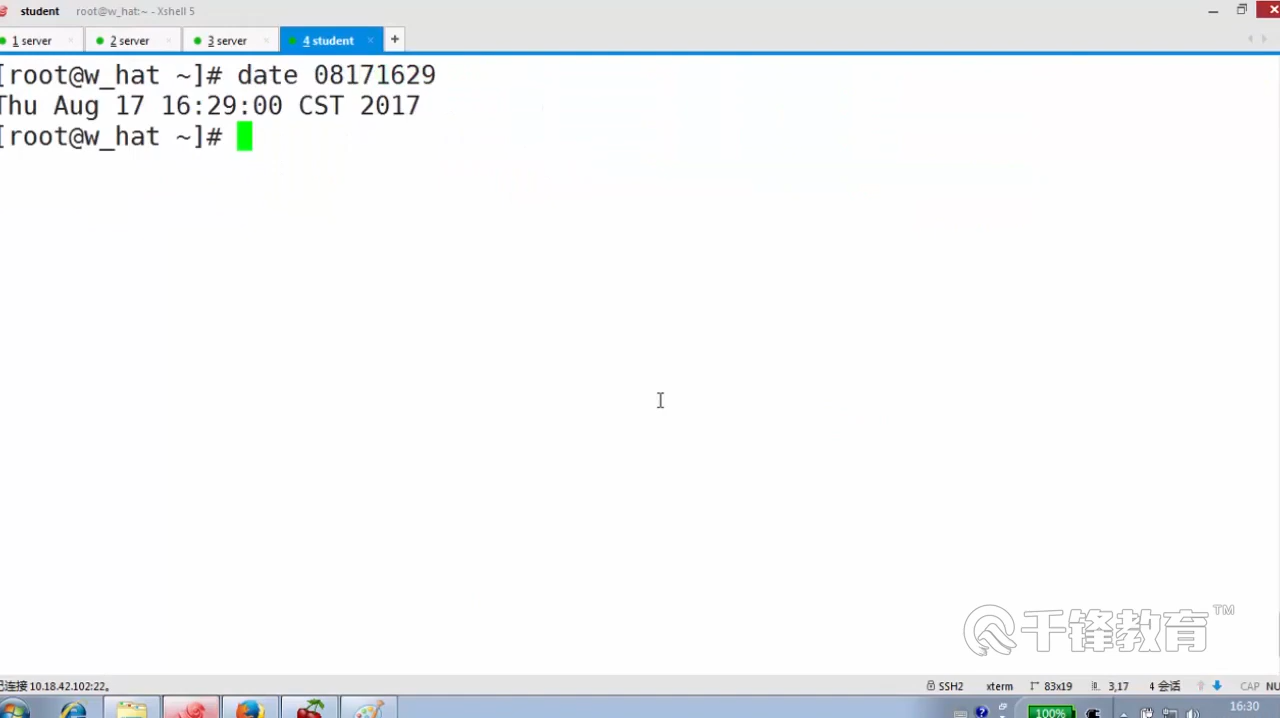 student root@w_hat:~ - Xshell 5
1 server × 2 server × 3 server × 4 student × +
[root@w_hat ~]# date 08171629
Thu Aug 17 16:29:00 CST 2017
[root@w_hat ~]#
千锋教育™
已连接 10.18.42.102:22。 SSH2 xterm 83x19 3,17 4 会话 CAP NU
100% 16:30